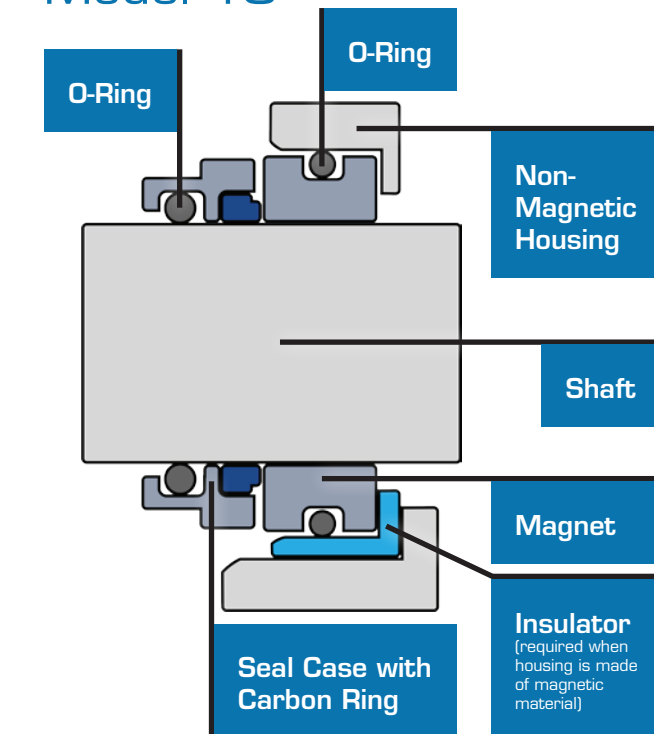 O-Ring
O-Ring
Non-
Magnetic
Housing
Shaft
Magnet
Insulator
(required when
housing is made
of magnetic
material)
Seal Case with
Carbon Ring